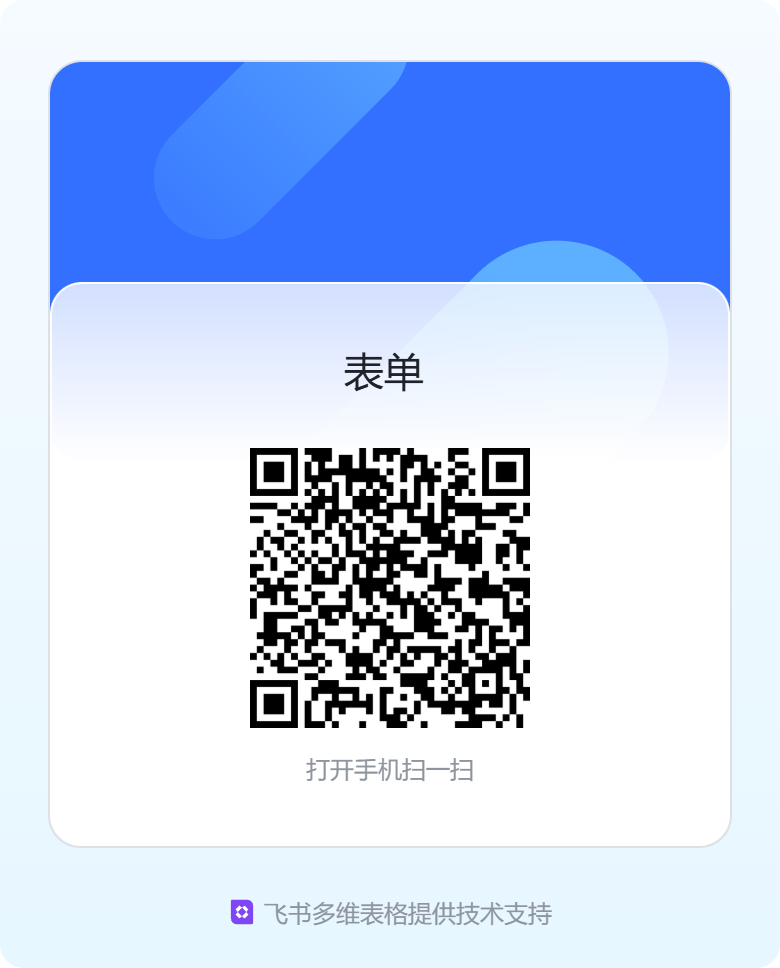 表单
打开手机扫一扫
飞书多维表格提供技术支持